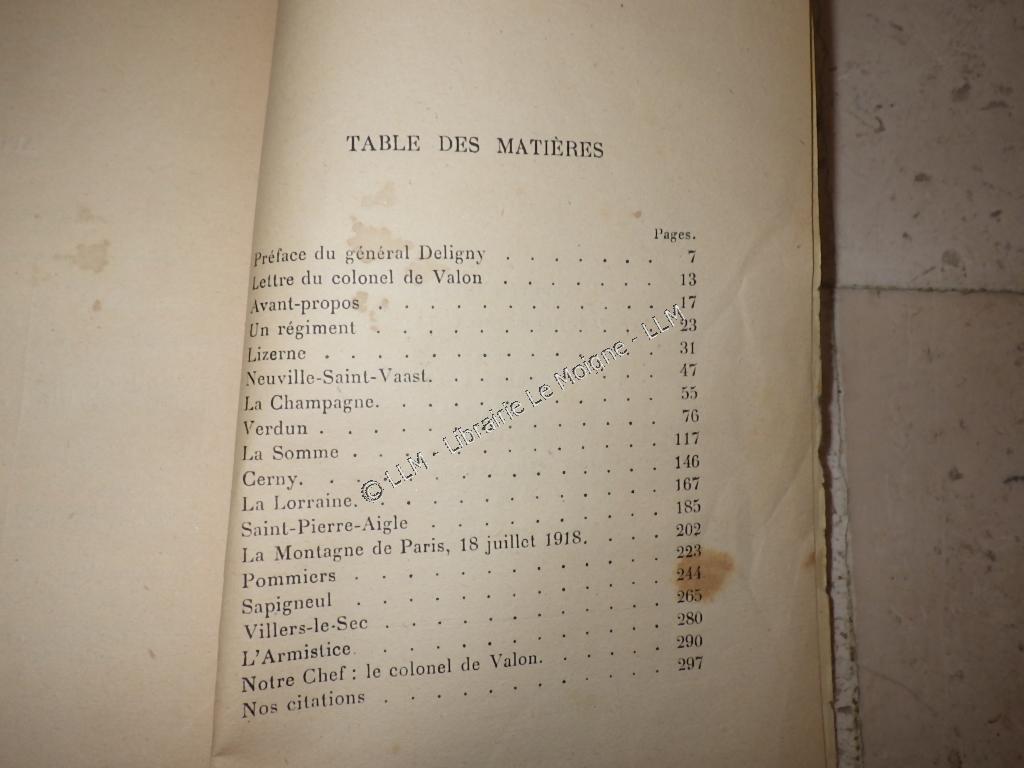 TABLE DES MATIÈRES
Pages.
Préface du général Deligny . . . . . . . 7
Lettre du colonel de Valon . . . . . . . 13
Avant-propos . . . . . . . . . . . . 17
Un régiment . . . . . . . . . . . . 23
Lizerne . . . . . . . . . . . . . . 31
Neuville-Saint-Vaast. . . . . . . . . . 47
La Champagne. . . . . . . . . . . . 55
Verdun . . . . . . . . . . . . . . 76
La Somme . . . . . . . . . . . . . 117
Cerny. . . . . . . . . . . . . . . 146
La Lorraine. . . . . . . . . . . . . 167
Saint-Pierre-Aigle . . . . . . . . . . 185
La Montagne de Paris, 18 juillet 1918. . . . 202
Pommiers . . . . . . . . . . . . . 223
Sapigneul . . . . . . . . . . . . . 244
Villers-le-Sec . . . . . . . . . . . . 265
L'Armistice . . . . . . . . . . . . . 280
Notre Chef : le colonel de Valon. . . . . . 290
Nos citations . . . . . . . . . . . . 297
© LLM - Librairie Le Moigne - LLM